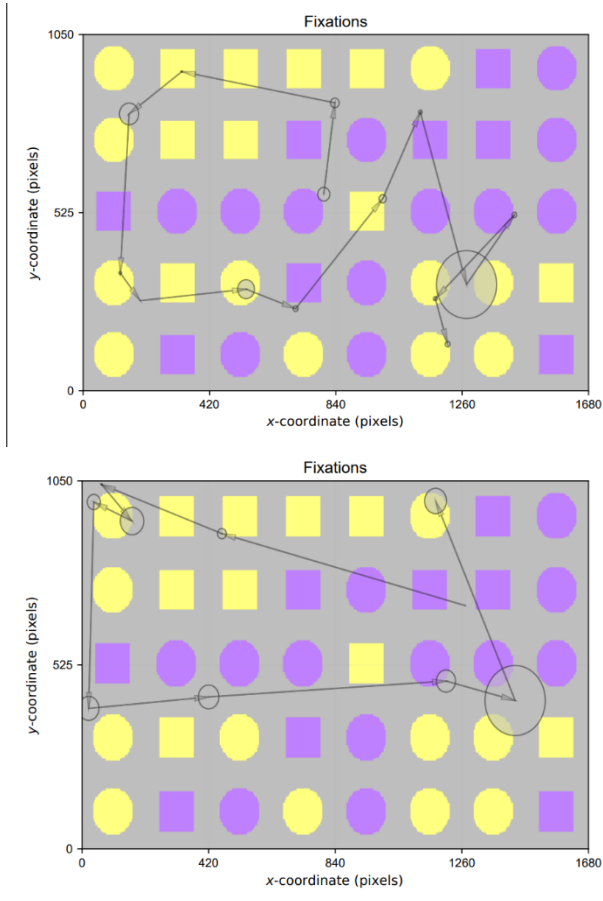 Fixations
1050
525
0
y-coordinate (pixels)
0 420 840 1260 1680
x-coordinate (pixels)
Fixations
1050
525
0
y-coordinate (pixels)
0 420 840 1260 1680
x-coordinate (pixels)